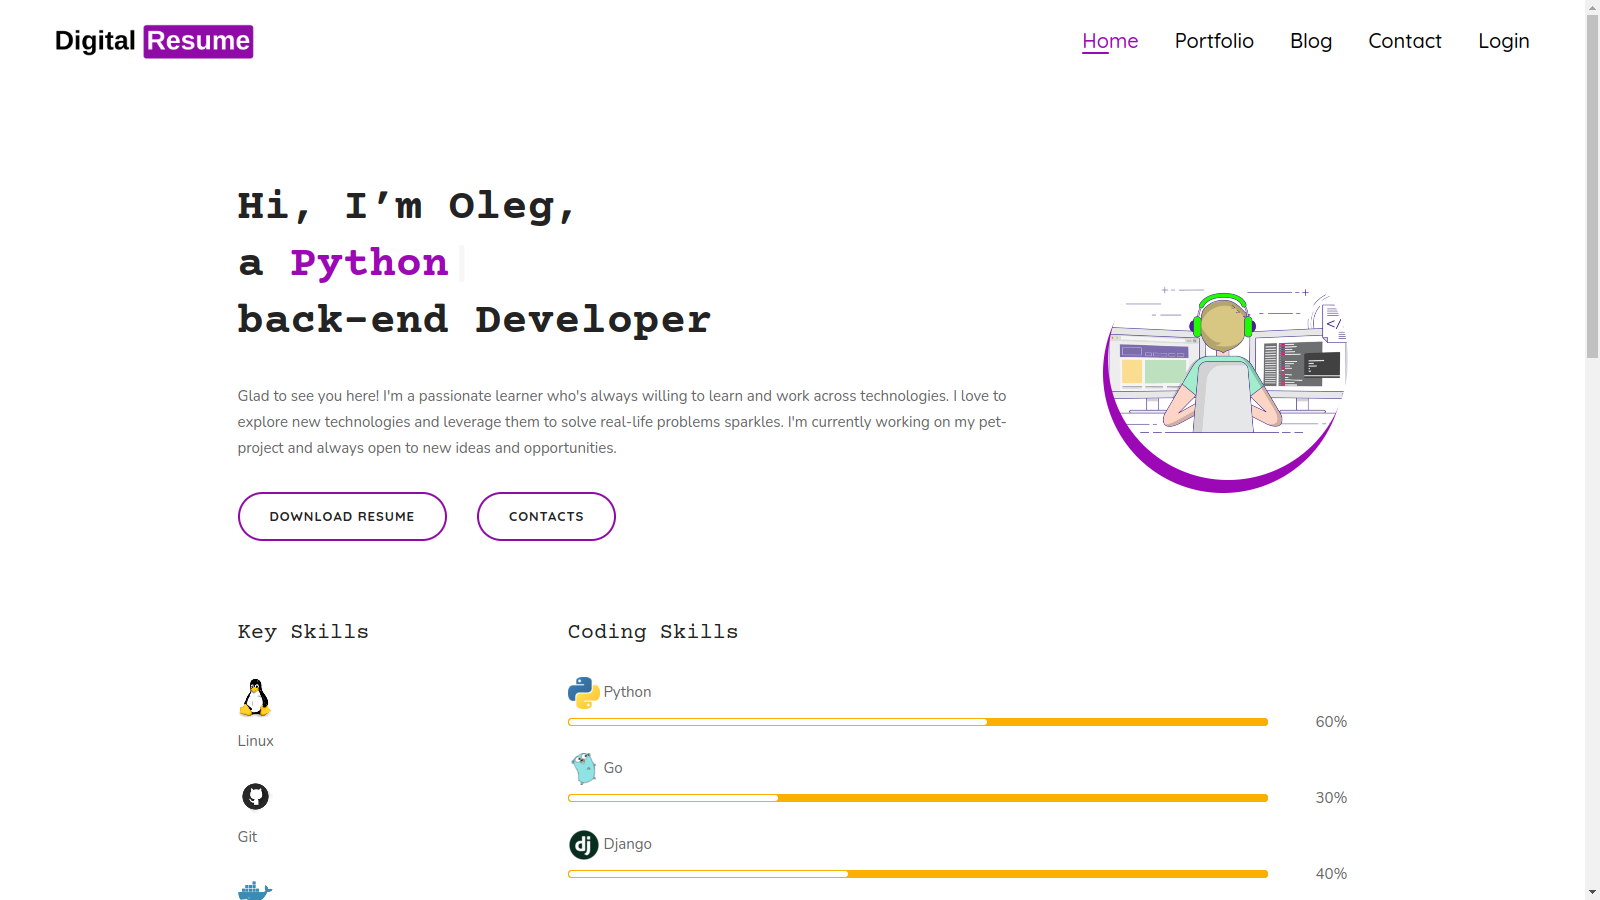 Digital Resume
Home Portfolio Blog Contact Login
Hi, I’m Oleg,
a Python
back-end Developer
Glad to see you here! I'm a passionate learner who's always willing to learn and work across technologies. I love to
explore new technologies and leverage them to solve real-life problems sparkles. I'm currently working on my pet-
project and always open to new ideas and opportunities.
DOWNLOAD RESUME CONTACTS
Key Skills
Linux
Git
Coding Skills
Python
60%
Go
30%
dj Django
40%